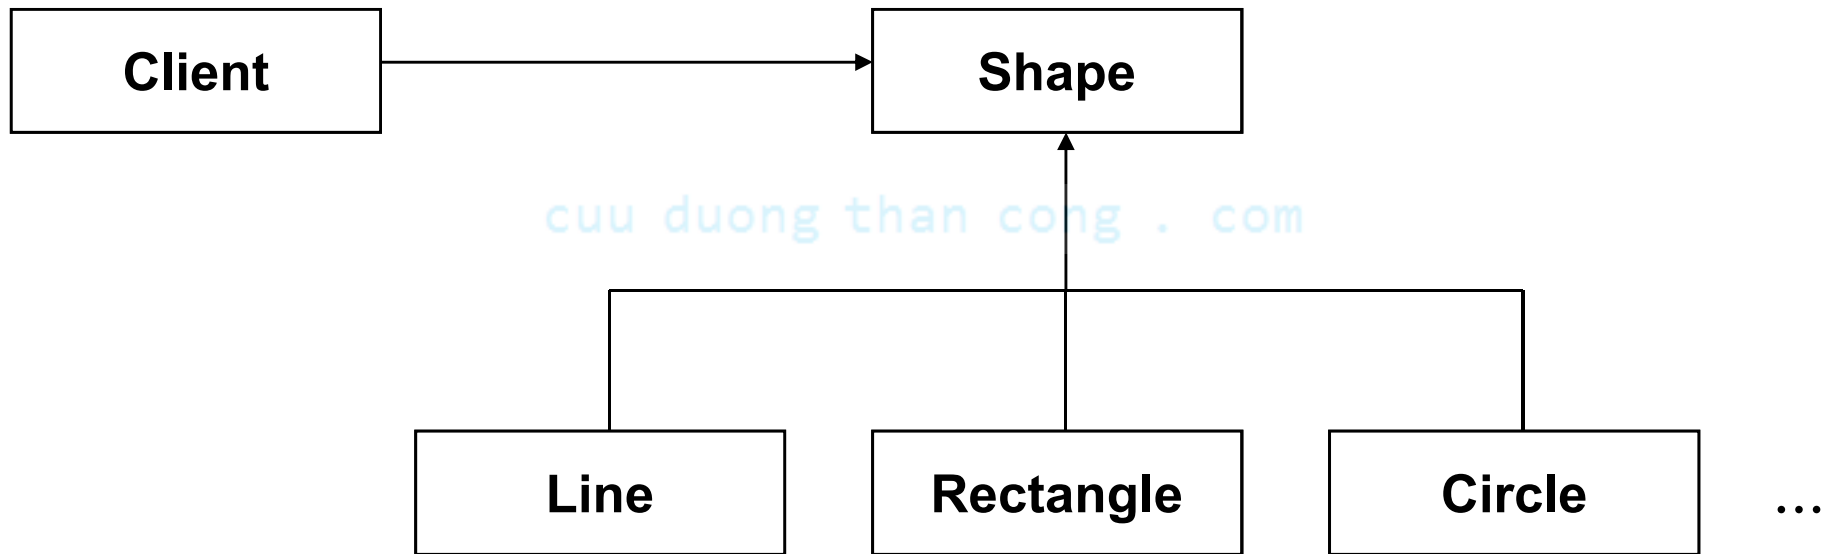 Client
Shape
cuu duong than cong . com
Line
Rectangle
Circle
...